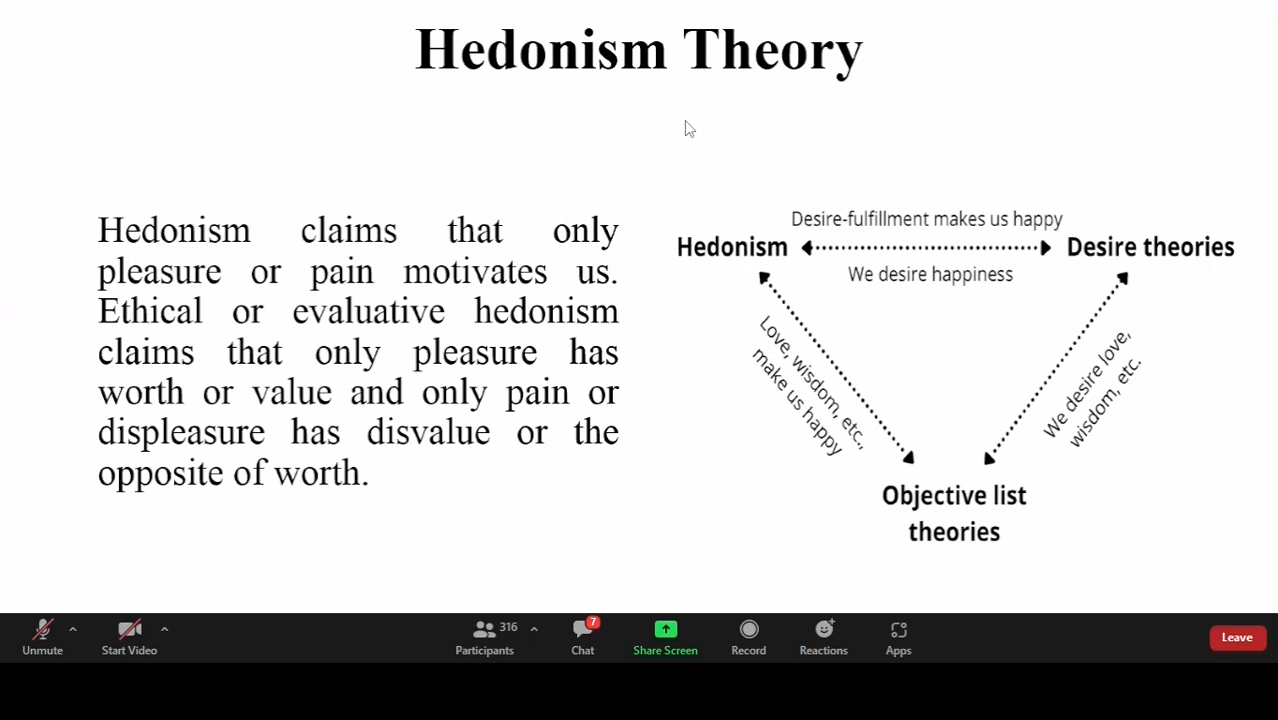 Hedonism Theory
Hedonism claims that only
pleasure or pain motivates us.
Ethical or evaluative hedonism
claims that only pleasure has
worth or value and only pain or
displeasure has disvalue or the
opposite of worth.
Desire-fulfillment makes us happy
Hedonism
Desire theories
We desire happiness
Love, wisdom, etc.,
make us happy
We desire love,
wisdom, etc.
Objective list
theories
Unmute
Start Video
316
Participants
7
Chat
Share Screen
Record
Reactions
Apps
Leave